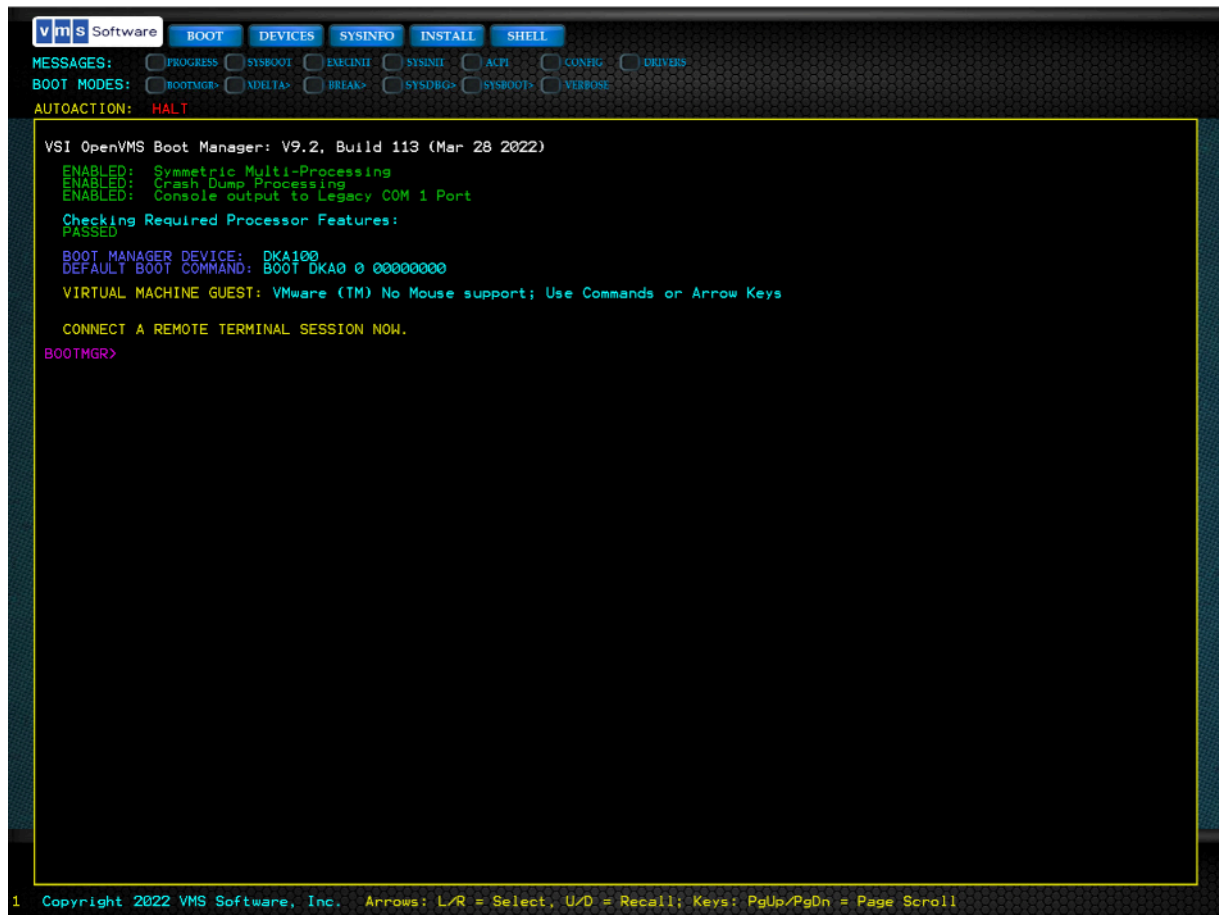 vms Software BOOT DEVICES SYSINFO INSTALL SHELL
MESSAGES: PROGRESS SYSBOOT EXECINIT SYSINIT ACPI CONFIG DRIVERS
BOOT MODES: BOOTMGR> XDELTA> BREAK> SYSDBG> SYSBOOT> VERBOSE
AUTOACTION: HALT
VSI OpenVMS Boot Manager: V9.2, Build 113 (Mar 28 2022)
ENABLED: Symmetric Multi-Processing
ENABLED: Crash Dump Processing
ENABLED: Console output to Legacy COM 1 Port
Checking Required Processor Features:
PASSED
BOOT MANAGER DEVICE: DKA100
DEFAULT BOOT COMMAND: BOOT DKA0 0 00000000
VIRTUAL MACHINE GUEST: VMware (TM) No Mouse support; Use Commands or Arrow Keys
CONNECT A REMOTE TERMINAL SESSION NOW.
BOOTMGR>
1 Copyright 2022 VMS Software, Inc. Arrows: L/R = Select, U/D = Recall; Keys: PgUp/PgDn = Page Scroll